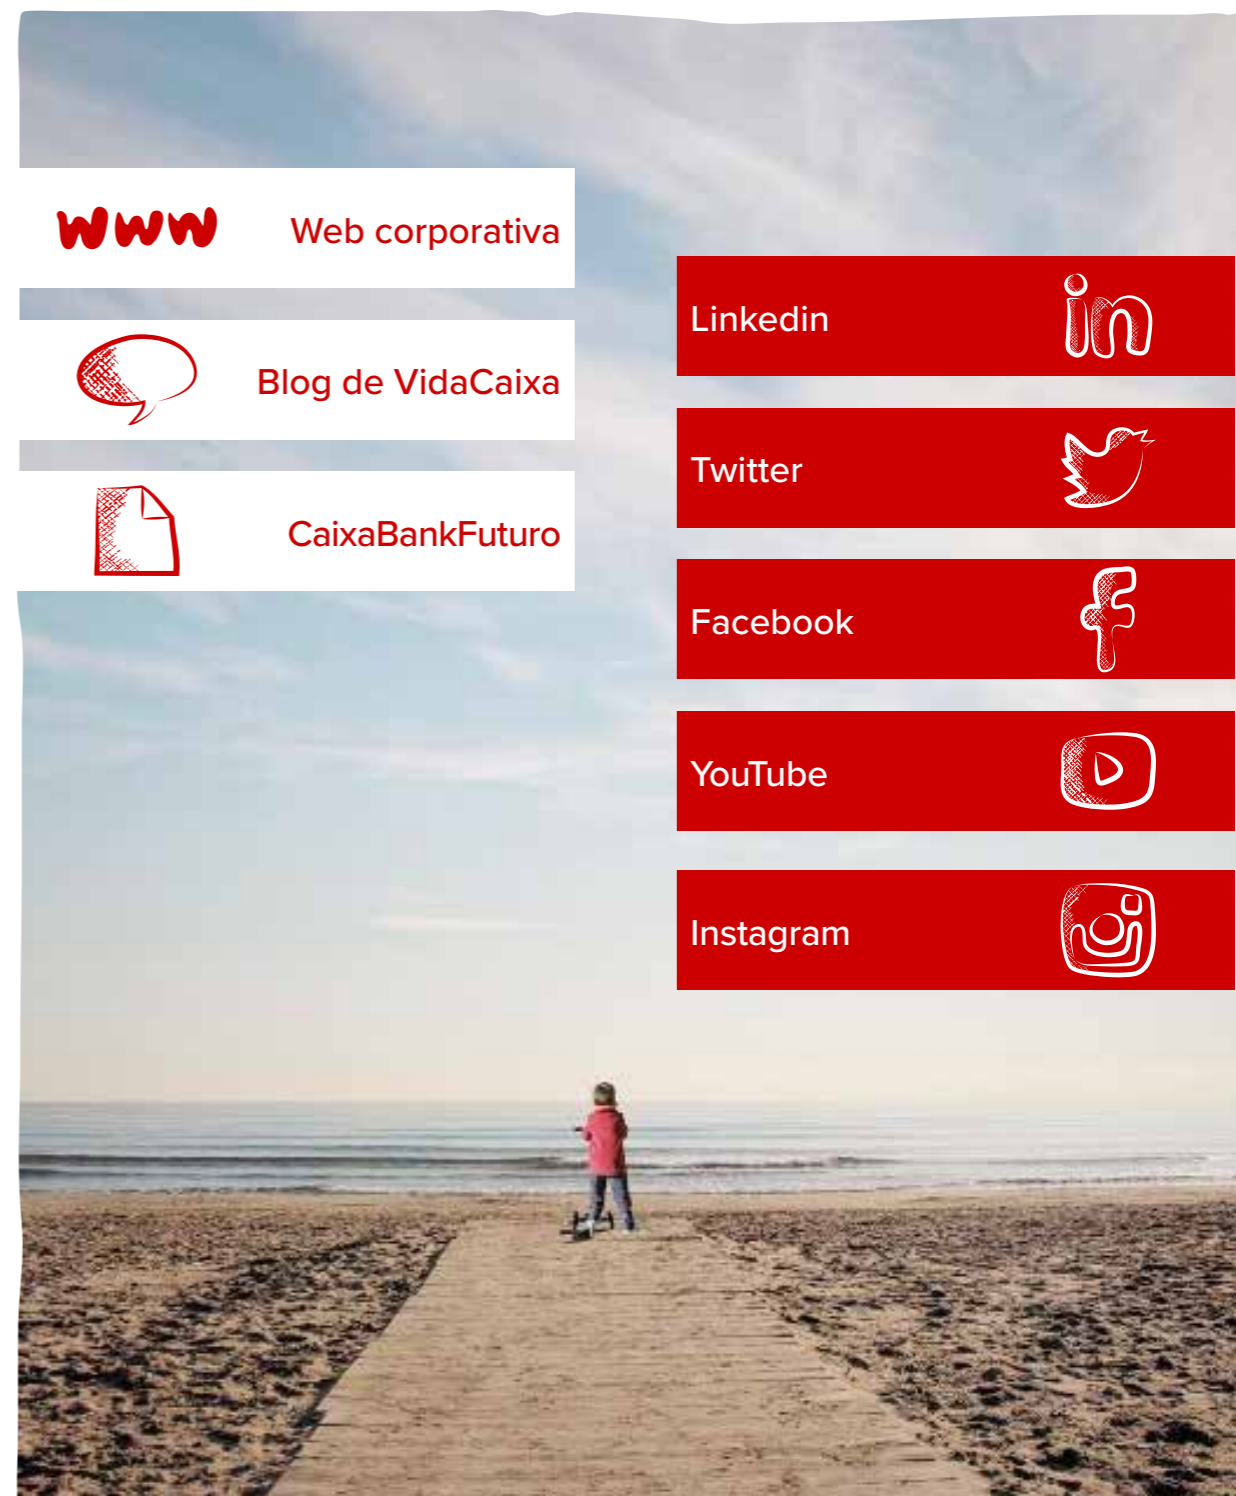 www Web corporativa
Blog de VidaCaixa
CaixaBankFuturo
Linkedin in
Twitter
Facebook f
YouTube
Instagram